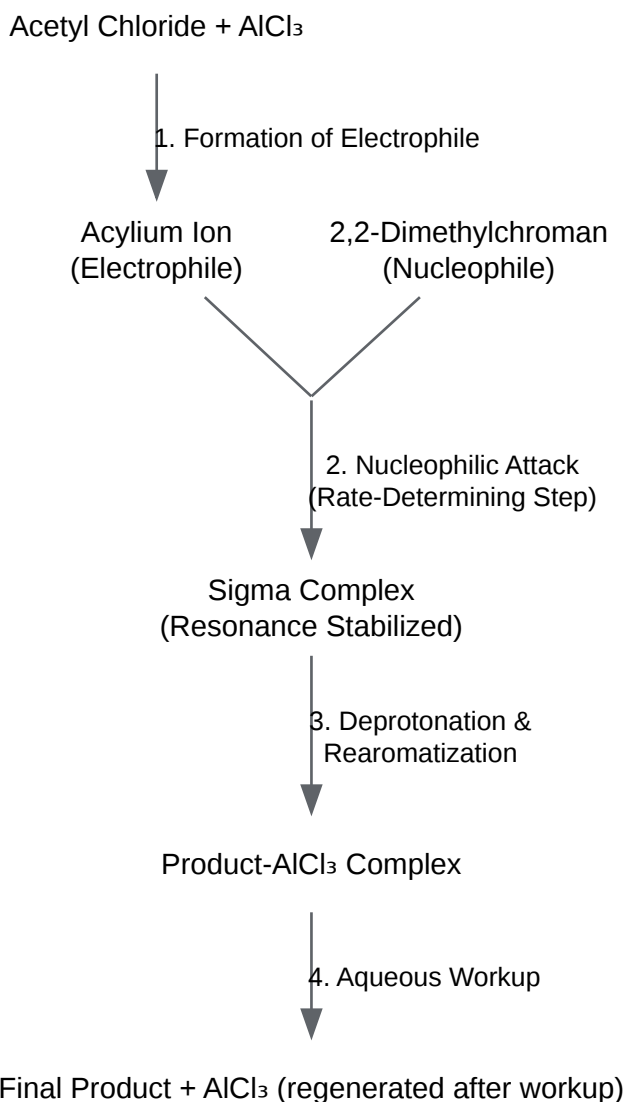 Acetyl Chloride + AlCl₃
1. Formation of Electrophile
Acylium Ion
(Electrophile)
2,2-Dimethylchroman
(Nucleophile)
2. Nucleophilic Attack
(Rate-Determining Step)
Sigma Complex
(Resonance Stabilized)
3. Deprotonation &
Rearomatization
Product-AlCl₃ Complex
4. Aqueous Workup
Final Product + AlCl₃ (regenerated after workup)